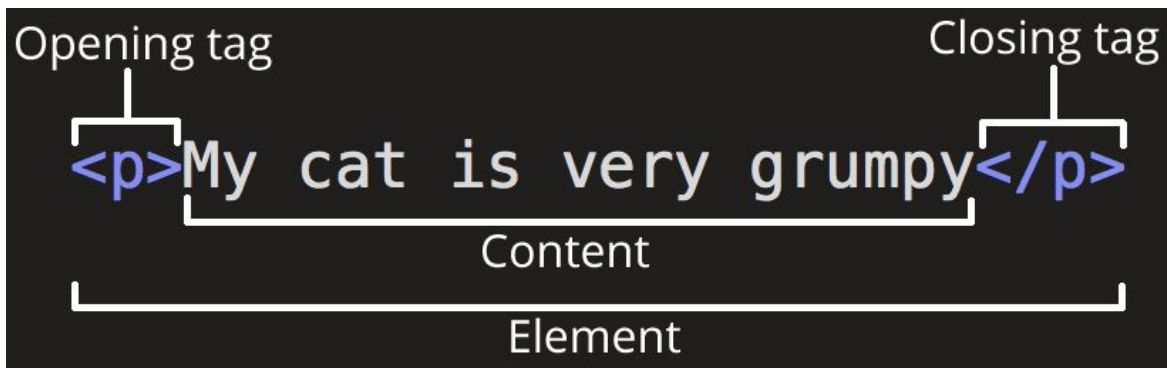 Opening tag Closing tag
<p>My cat is very grumpy</p>
Content
Element